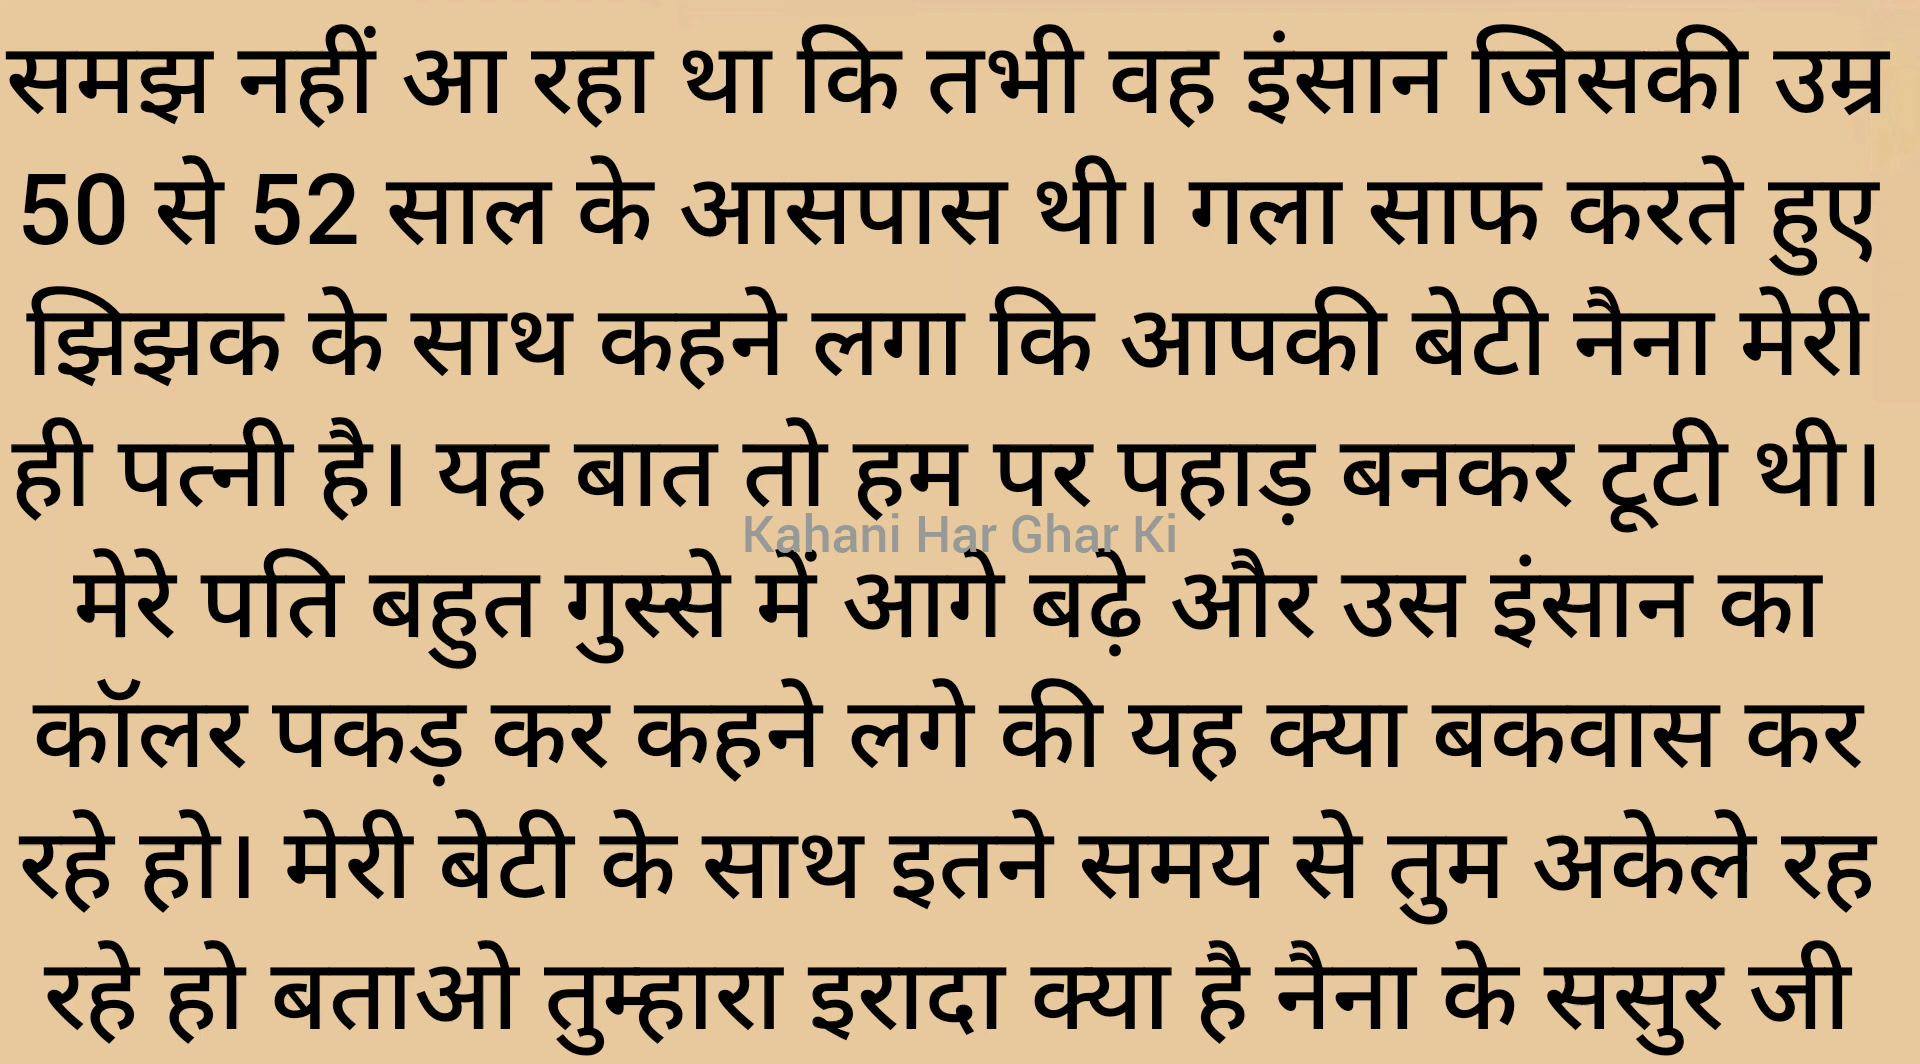 समझ नहीं आ रहा था कि तभी वह इंसान जिसकी उम्र
50 से 52 साल के आसपास थी। गला साफ करते हुए
झिझक के साथ कहने लगा कि आपकी बेटी नैना मेरी
ही पत्नी है। यह बात तो हम पर पहाड़ बनकर टूटी थी।
Kahani Har Ghar Ki
मेरे पति बहुत गुस्से में आगे बढ़े और उस इंसान का
कॉलर पकड़ कर कहने लगे की यह क्या बकवास कर
रहे हो। मेरी बेटी के साथ इतने समय से तुम अकेले रह
रहे हो बताओ तुम्हारा इरादा क्या है नैना के ससुर जी